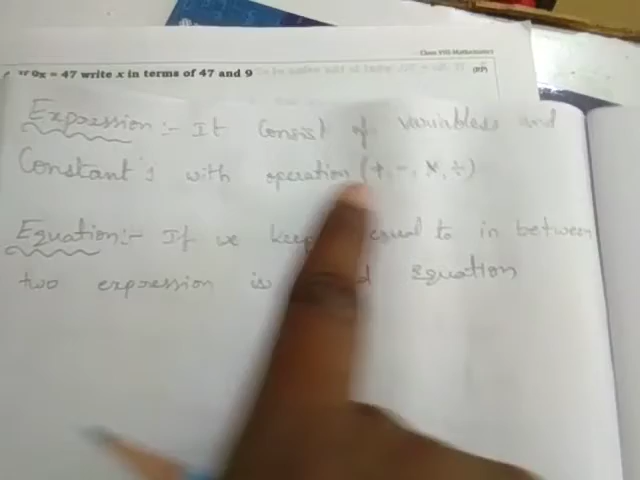 Class VIII-Mathematics
9x = 47 write x in terms of 47 and 9
Expression :- It Consist of variables and
Constant's with operation (+, -, ×, ÷)
Equation :- If we keep equal to in between
two expression is Equation